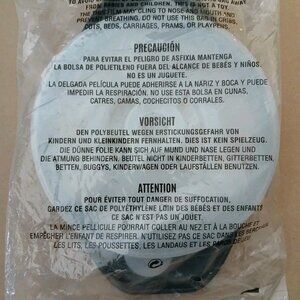 FROM BABIES AND CHILDREN, THIS IS NOT A TOY
FILM MAY CLING TO NOSE AND MOUTH AND
PREVENT BREATHING. DO NOT USE THIS BAG IN CRIBS,
COTS, BEDS, CARRIAGES, PRAMS, OR PLAYPENS.
PRECAUCIÓN
PARA EVITAR EL PELIGRO DE ASFIXIA MANTENGA
LA BOLSA DE POLIETILENO FUERA DEL ALCANCE DE BABIES Y NIÑOS.
NO ES UN JUGUETE.
LA DELGADA PELÍCULA PUEDE ADHERIRSE A LA NARIZ Y BOCA Y PUEDE
IMPEDIR LA RESPIRACIÓN. NO USE ESTA BOLSA EN CUNAS,
CATRES, CAMAS, COCHECITOS O CORRALES.
VORSICHT
DEN POLYBEUTEL WEGEN ERSTICKUNGSGEFAHR VON
KINDERN UND KLEINKINDERN FERNHALTEN, DIES IST KEIN SPIELZEUG.
DIE DÜNNE FOLIE KANN SICH AUF MUND UND NASE LEGEN UND
DIE ATMUNG BEHINDERN. BEUTEL NICHT IN KINDERBETTEN, GITTERBETTEN,
BETTEN, BUGGYS, KINDERWAGEN ODER LAUFSTÄLLEN BENUTZEN.
ATTENTION
POUR ÉVITER TOUT DANGER DE SUFFOCATION,
GARDEZ CE SAC DE POLYÉTHYLÈNE LOIN DES BÉBÉS ET DES ENFANTS
CE SAC N'EST PAS UN JOUET.
LA MINCE PELLICULE POURRAIT COLLER AU NEZ ET À LA BOUCHE ET
EMPÊCHER L'ENFANT DE RESPIRER. N'UTILISEZ PAS CE SAC DANS LES BERCEAUX,
LES LITS, LES POUSSETTES, LES LANDAUS ET LES PARCS DE JEU.